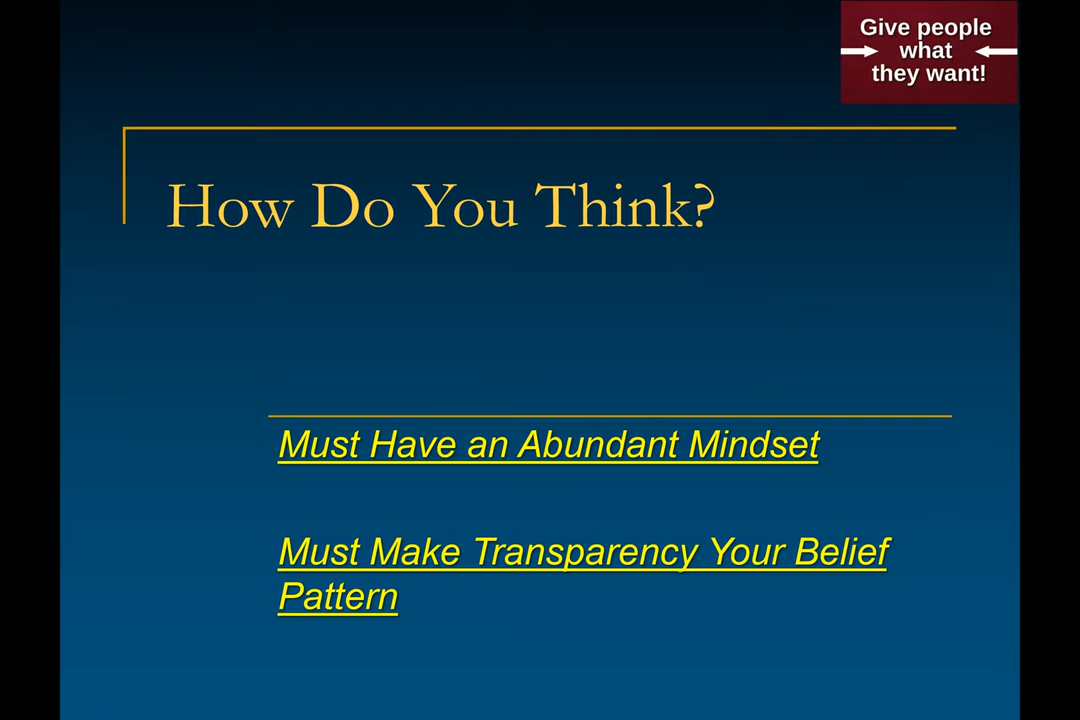 Give people
what
they want!
How Do You Think?
Must Have an Abundant Mindset
Must Make Transparency Your Belief
Pattern